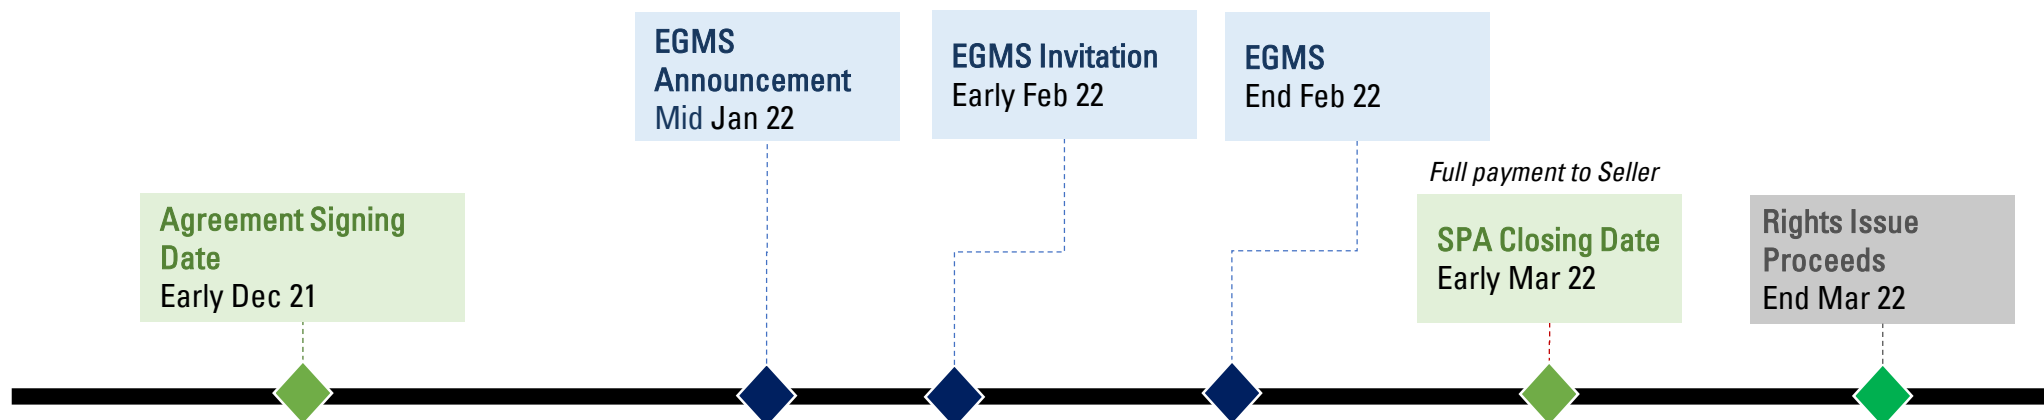 EGMS
Announcement
Mid Jan 22
EGMS Invitation
Early Feb 22
EGMS
End Feb 22
Full payment to Seller
Agreement Signing
Date
Early Dec 21
SPA Closing Date
Early Mar 22
Rights Issue
Proceeds
End Mar 22